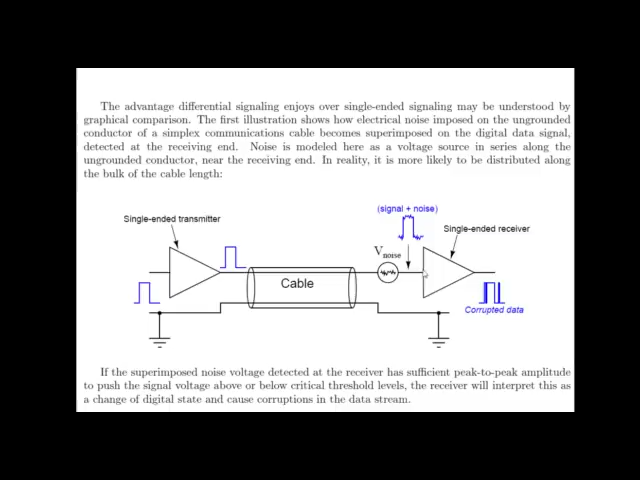 The advantage differential signaling enjoys over single-ended signaling may be understood by
graphical comparison. The first illustration shows how electrical noise imposed on the ungrounded
conductor of a simplex communications cable becomes superimposed on the digital data signal,
detected at the receiving end. Noise is modeled here as a voltage source in series along the
ungrounded conductor, near the receiving end. In reality, it is more likely to be distributed along
the bulk of the cable length:
(signal + noise)
Single-ended transmitter
Single-ended receiver
Vnoise
Cable
Corrupted data
If the superimposed noise voltage detected at the receiver has sufficient peak-to-peak amplitude
to push the signal voltage above or below critical threshold levels, the receiver will interpret this as
a change of digital state and cause corruptions in the data stream.